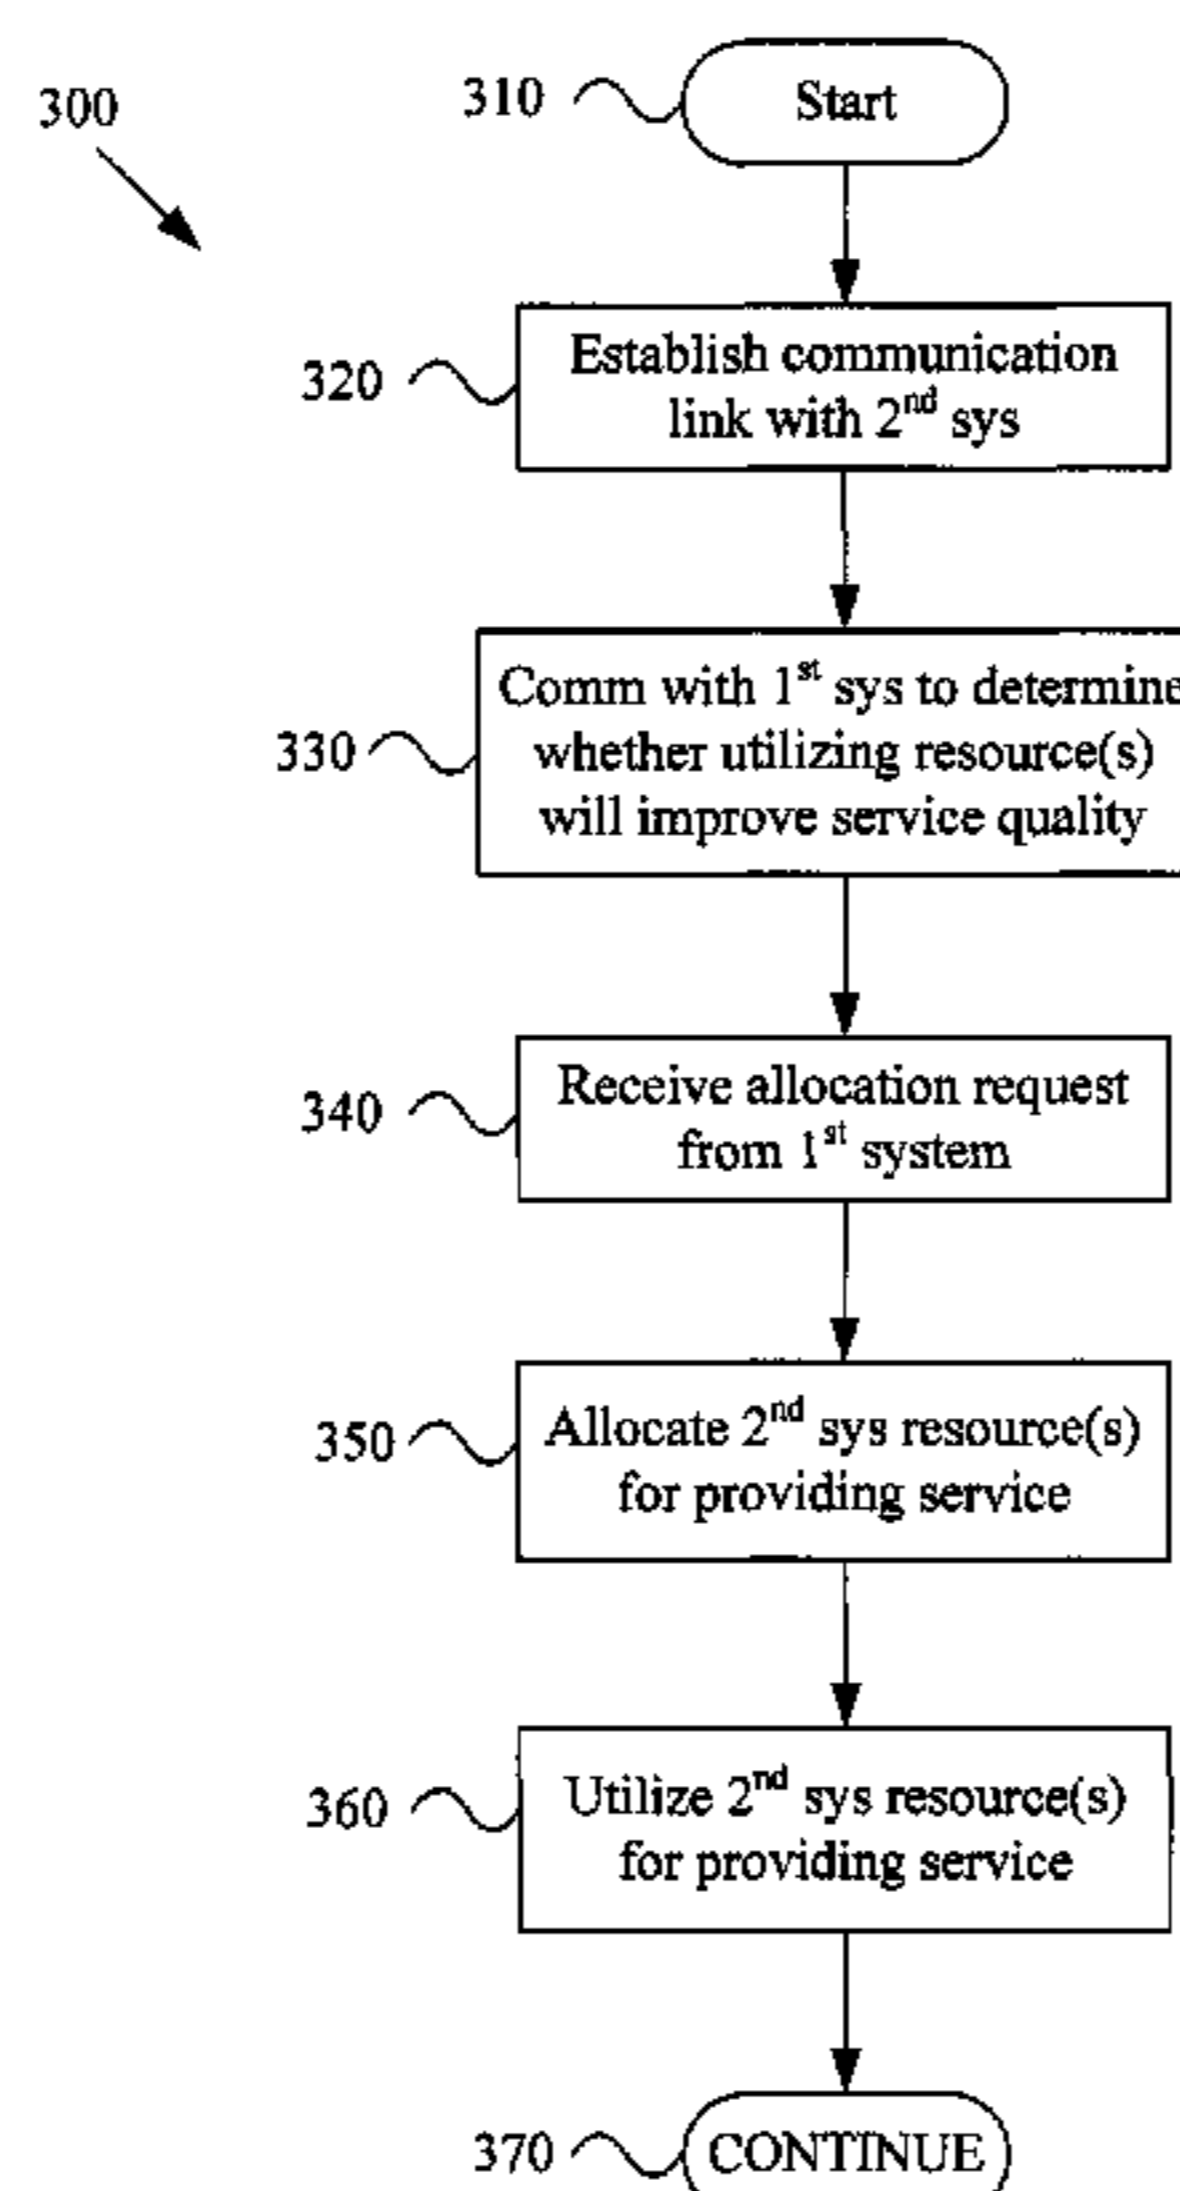 300
310
Start
320
Establish communication
link with 2nd sys
330
Comm with 1st sys to determine
whether utilizing resource(s)
will improve service quality
340
Receive allocation request
from 1st system
350
Allocate 2nd sys resource(s)
for providing service
360
Utilize 2nd sys resource(s)
for providing service
370
CONTINUE